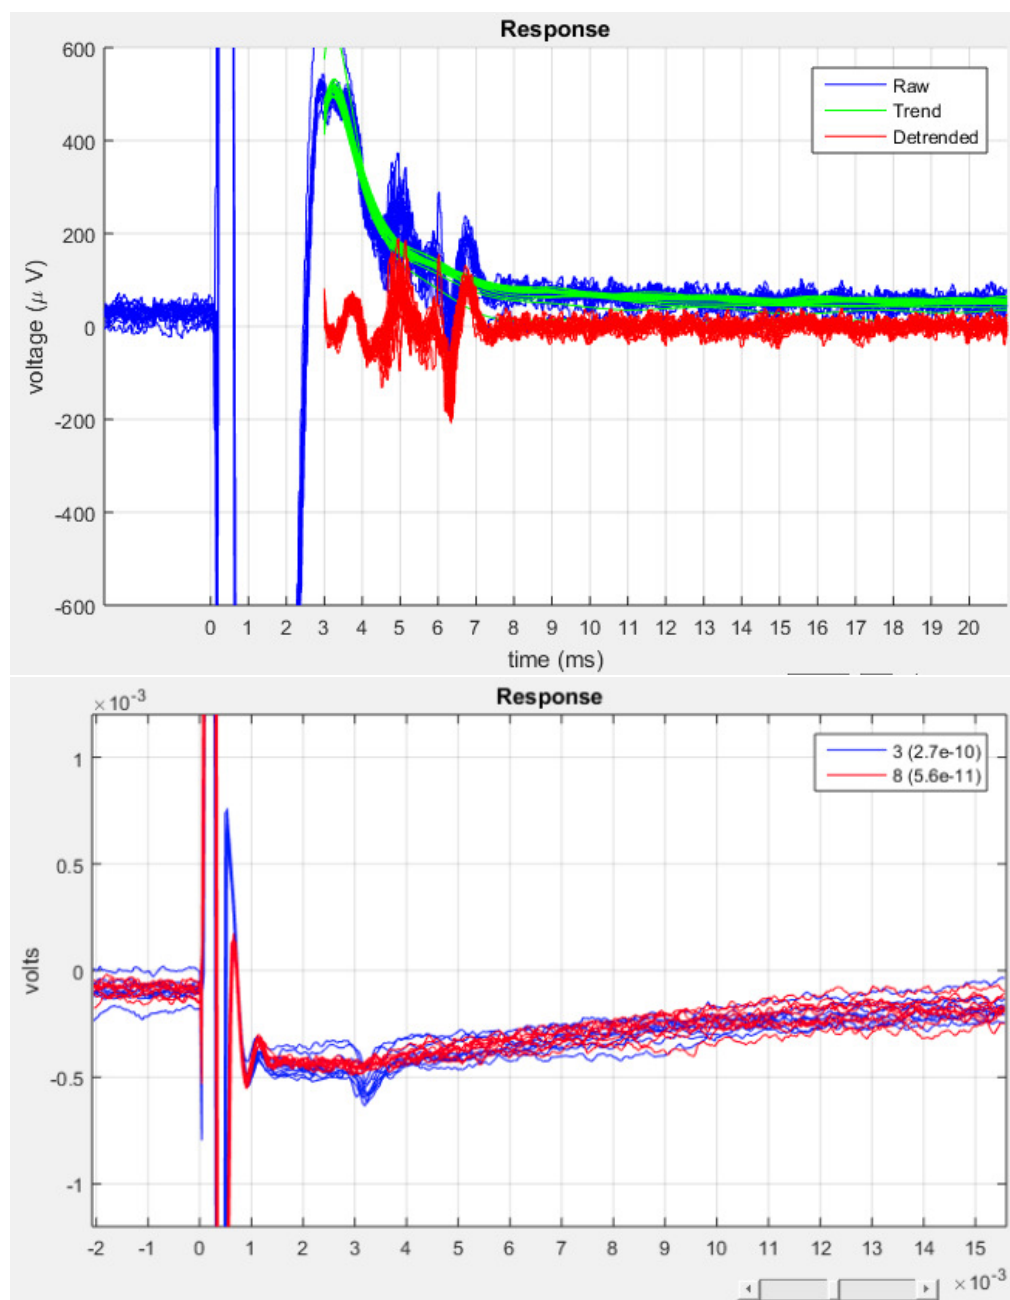 Response
600
400
200
0
-200
-400
-600
voltage (μ V)
Raw
Trend
Detrended
0 1 2 3 4 5 6 7 8 9 10 11 12 13 14 15 16 17 18 19 20
time (ms)
×10-3
Response
1
0.5
0
-0.5
-1
volts
3 (2.7e-10)
8 (5.6e-11)
-2 -1 0 1 2 3 4 5 6 7 8 9 10 11 12 13 14 15
×10-3